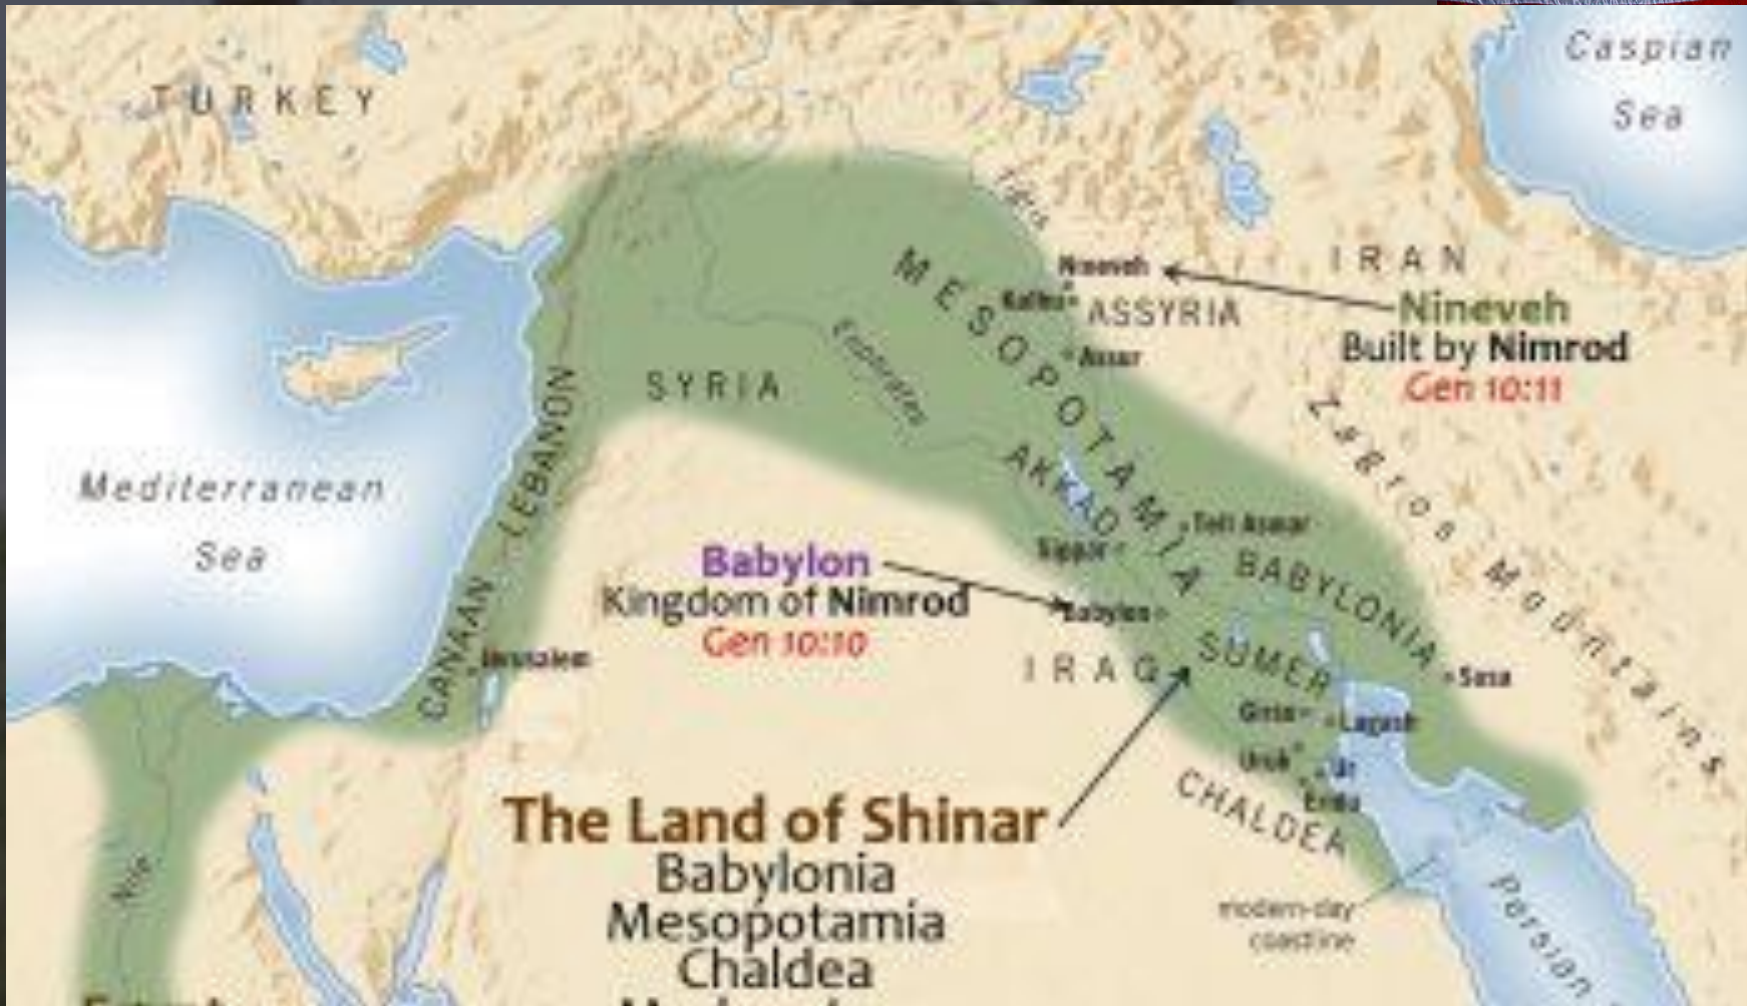 Caspian
Sea
TURKEY
Tigris
MESOPOTAMIA
Nineveh
IRAN
Kalhu
ASSYRIA
Nineveh
Built by Nimrod
Gen 10:11
Assur
Euphrates
SYRIA
LEBANON
Zagros Mountains
AKKAD
Mediterranean
Sea
Tell Asmar
Sippar
BABYLONIA
Babylon
Kingdom of Nimrod
Gen 10:10
Babylon
CANAAN
Jerusalem
IRAQ
SUMER
Susa
Girsu
Lagash
Uruk
Ur
Eridu
CHALDEA
The Land of Shinar
Babylonia
Mesopotamia
Chaldea
modern-day
coastline
Persian